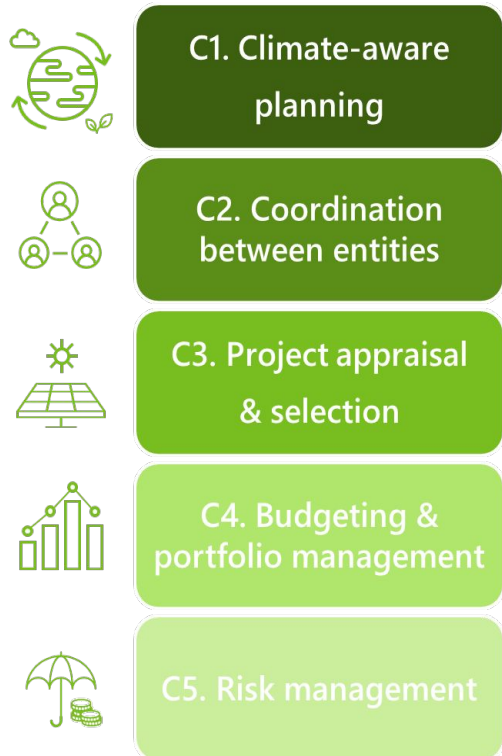 C1. Climate-aware
planning
C2. Coordination
between entities
C3. Project appraisal
& selection
C4. Budgeting &
portfolio management
C5. Risk management